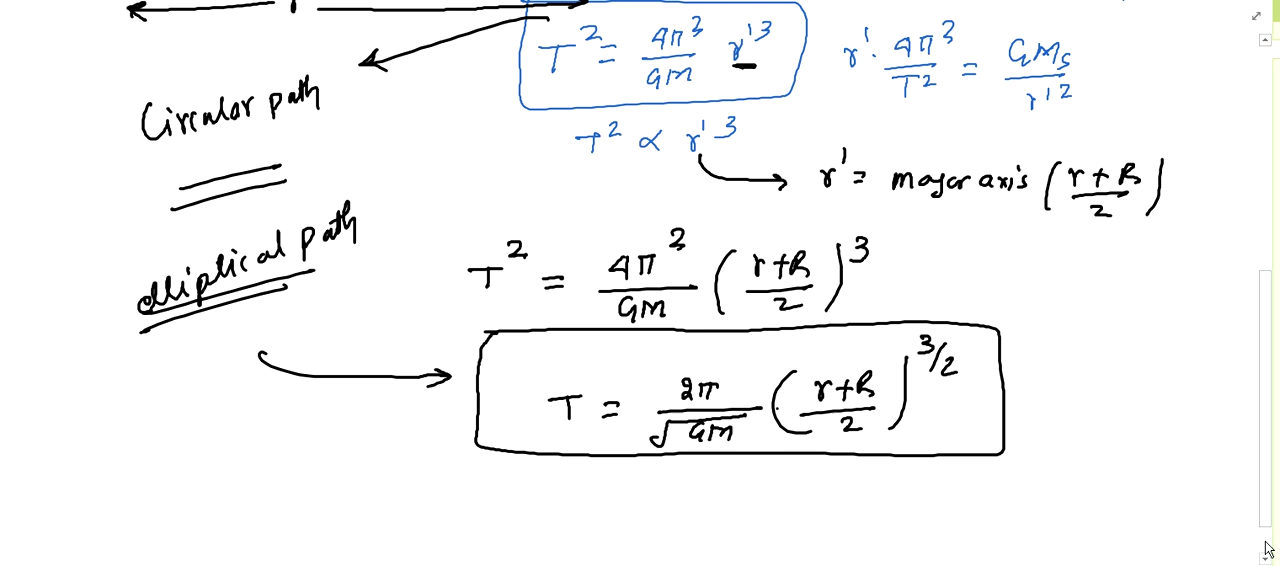 T² = 4π³/GM r'³
r' · 4π³/T² = GMs/r'²
Circular path
T² ∝ r'³
r' = major axis (r+R/2)
elliptical path
T² = 4π²/GM (r+R/2)³
T = 2π/√GM (r+R/2)^3/2